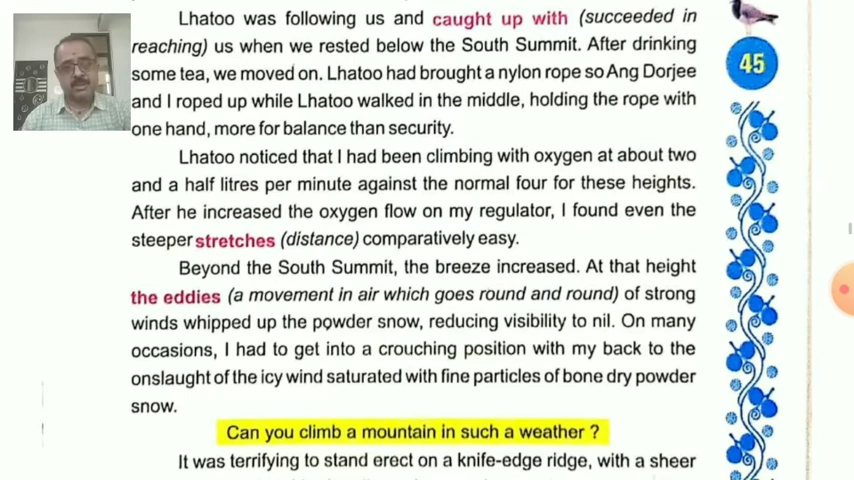 Lhatoo was following us and caught up with (succeeded in
reaching) us when we rested below the South Summit. After drinking
some tea, we moved on. Lhatoo had brought a nylon rope so Ang Dorjee
and I roped up while Lhatoo walked in the middle, holding the rope with
one hand, more for balance than security.
Lhatoo noticed that I had been climbing with oxygen at about two
and a half litres per minute against the normal four for these heights.
After he increased the oxygen flow on my regulator, I found even the
steeper stretches (distance) comparatively easy.
Beyond the South Summit, the breeze increased. At that height
the eddies (a movement in air which goes round and round) of strong
winds whipped up the powder snow, reducing visibility to nil. On many
occasions, I had to get into a crouching position with my back to the
onslaught of the icy wind saturated with fine particles of bone dry powder
snow.
Can you climb a mountain in such a weather ?
It was terrifying to stand erect on a knife-edge ridge, with a sheer
45